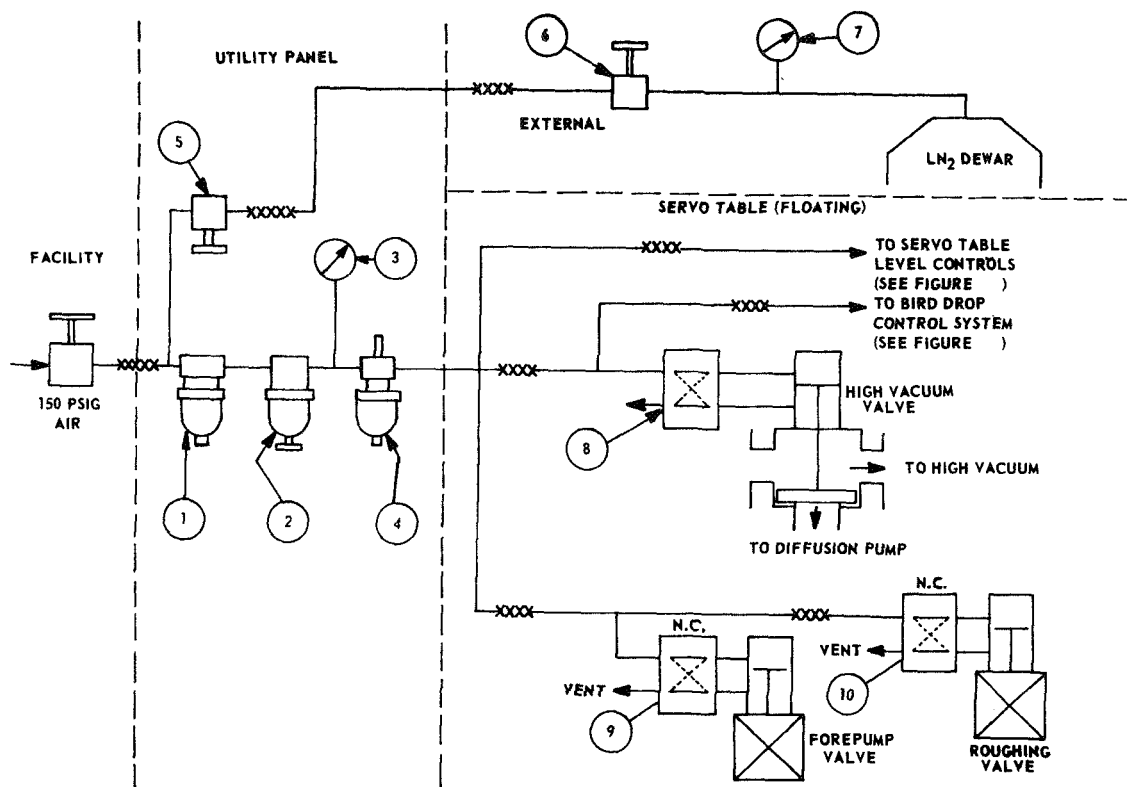 6
7
UTILITY PANEL
EXTERNAL
5
LN2 DEWAR
SERVO TABLE (FLOATING)
FACILITY
3
TO SERVO TABLE
LEVEL CONTROLS
(SEE FIGURE )
TO BIRD DROP
CONTROL SYSTEM
(SEE FIGURE )
150 PSIG
AIR
HIGH VACUUM
VALVE
8
TO HIGH VACUUM
1
2
4
TO DIFFUSION PUMP
N.C.
N.C.
VENT
VENT
10
9
FOREPUMP
VALVE
ROUGHING
VALVE